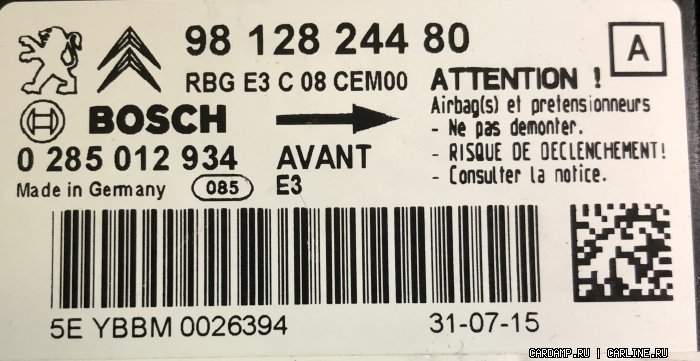 98 128 244 80
A
RBG E3 C 08 CEM00
BOSCH
0 285 012 934
AVANT
Made in Germany
085
E3
ATTENTION !
Airbag(s) et pretensionneurs
- Ne pas demonter.
- RISQUE DE DECLENCHEMENT!
- Consulter la notice.
5E YBBM 0026394
31-07-15
CARDAMP.RU | CARLINE.RU